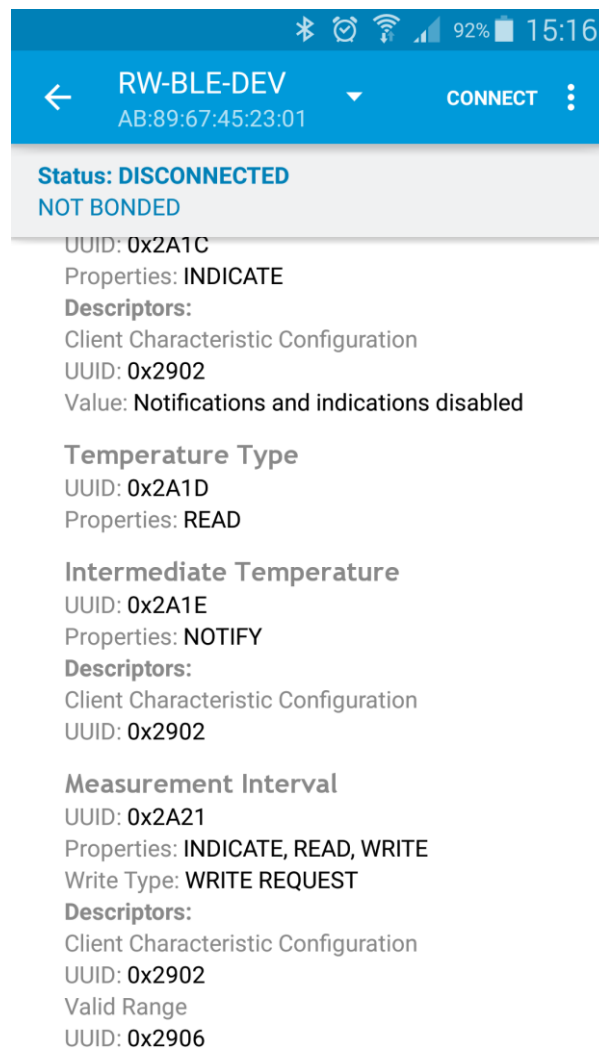 92% 15:16
RW-BLE-DEV
AB:89:67:45:23:01
CONNECT
Status: DISCONNECTED
NOT BONDED
UUID: 0x2A1C
Properties: INDICATE
Descriptors:
Client Characteristic Configuration
UUID: 0x2902
Value: Notifications and indications disabled
Temperature Type
UUID: 0x2A1D
Properties: READ
Intermediate Temperature
UUID: 0x2A1E
Properties: NOTIFY
Descriptors:
Client Characteristic Configuration
UUID: 0x2902
Measurement Interval
UUID: 0x2A21
Properties: INDICATE, READ, WRITE
Write Type: WRITE REQUEST
Descriptors:
Client Characteristic Configuration
UUID: 0x2902
Valid Range
UUID: 0x2906